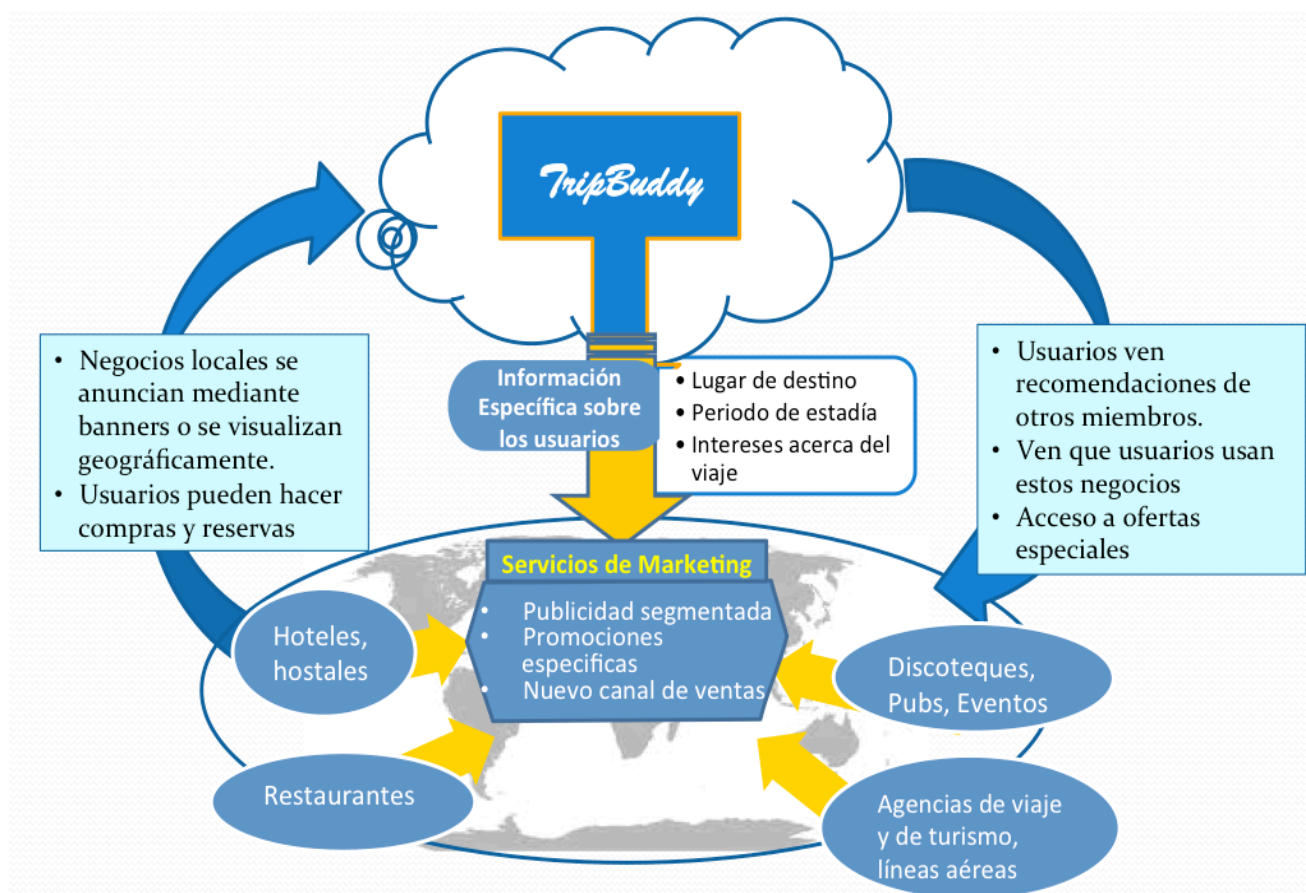 TripBuddy
• Negocios locales se
anuncian mediante
banners o se visualizan
geográficamente.
• Usuarios pueden hacer
compras y reservas
Información
Específica sobre
los usuarios
• Lugar de destino
• Periodo de estadía
• Intereses acerca del
viaje
• Usuarios ven
recomendaciones de
otros miembros.
• Ven que usuarios usan
estos negocios
• Acceso a ofertas
especiales
Servicios de Marketing
• Publicidad segmentada
• Promociones
especificas
• Nuevo canal de ventas
Hoteles,
hostales
Restaurantes
Discoteques,
Pubs, Eventos
Agencias de viaje
y de turismo,
líneas aéreas